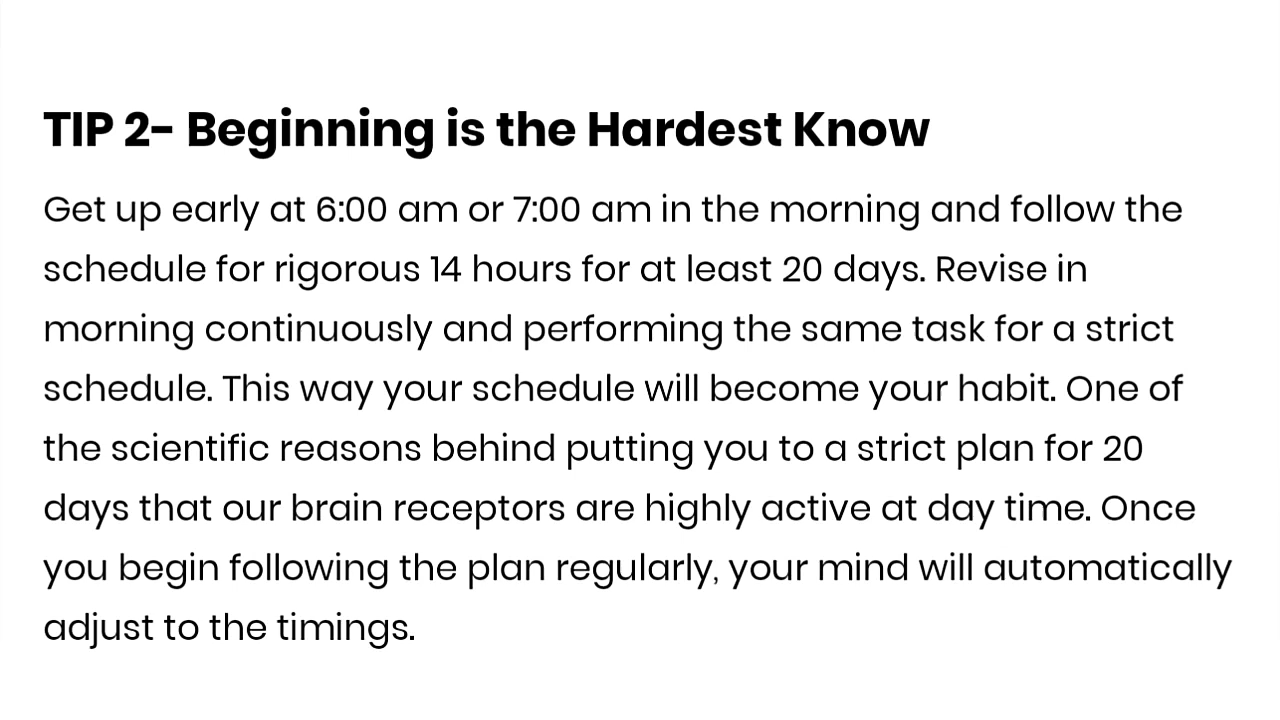 TIP 2- Beginning is the Hardest Know
Get up early at 6:00 am or 7:00 am in the morning and follow the
schedule for rigorous 14 hours for at least 20 days. Revise in
morning continuously and performing the same task for a strict
schedule. This way your schedule will become your habit. One of
the scientific reasons behind putting you to a strict plan for 20
days that our brain receptors are highly active at day time. Once
you begin following the plan regularly, your mind will automatically
adjust to the timings.